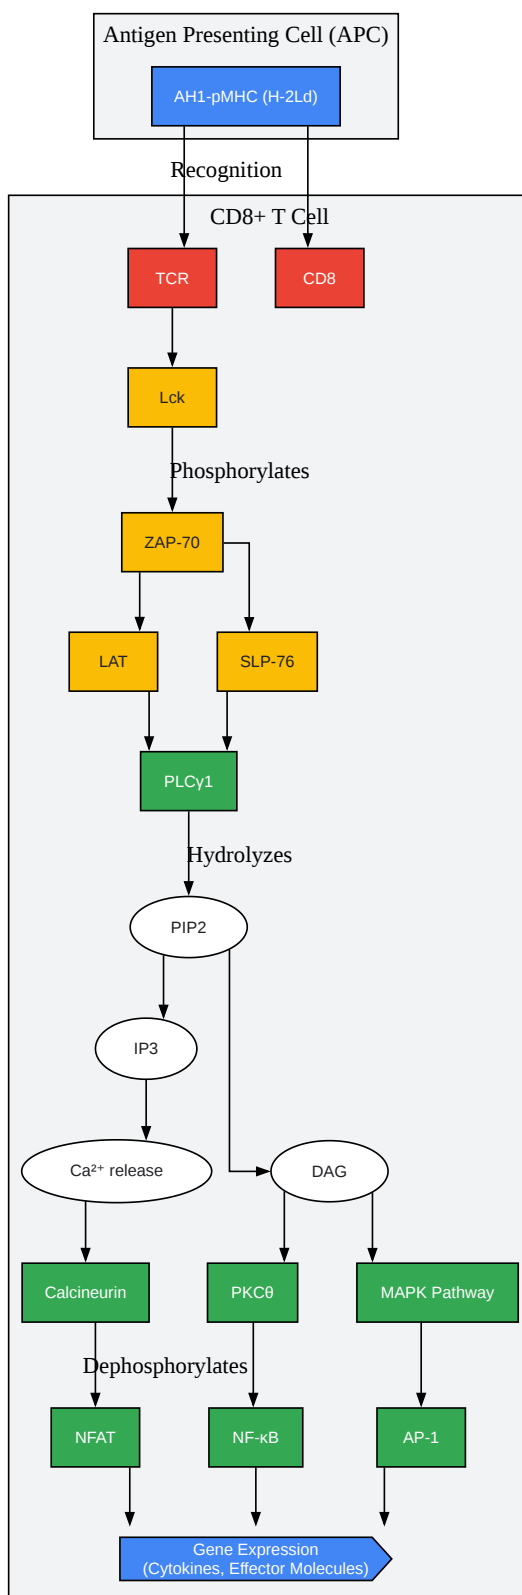 Antigen Presenting Cell (APC)
AH1-pMHC (H-2Ld)
Recognition
CD8+ T Cell
TCR
CD8
Lck
Phosphorylates
ZAP-70
LAT
SLP-76
PLCγ1
Hydrolyzes
PIP2
IP3
Ca²⁺ release
DAG
Calcineurin
PKCθ
MAPK Pathway
Dephosphorylates
NFAT
NF-κB
AP-1
Gene Expression
(Cytokines, Effector Molecules)